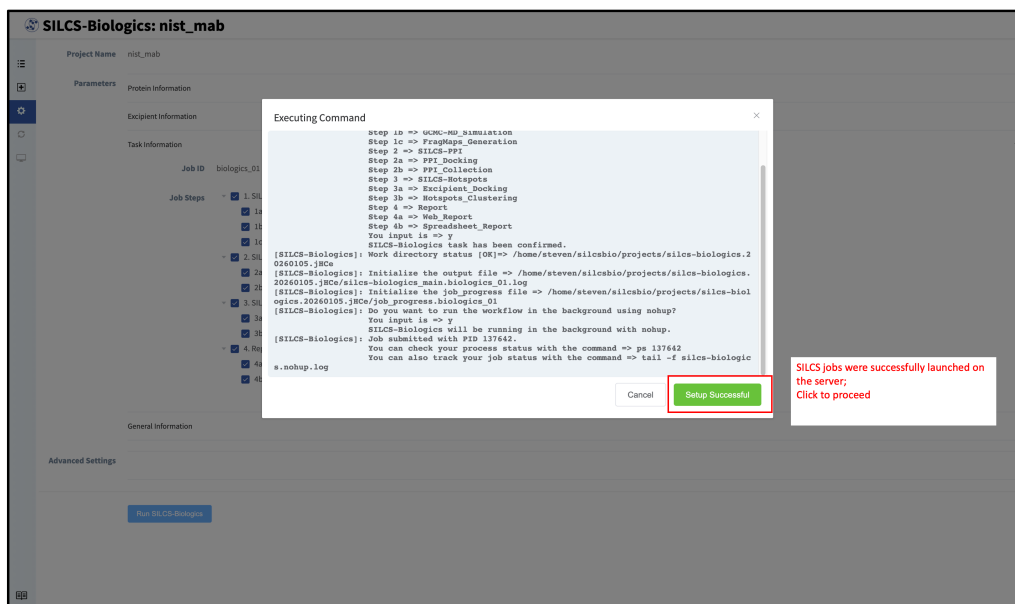 SILCS-Biologics: nist_mab
Project Name nist_mab
Parameters
Protein Information
Excipient Information
Task Information
Job ID biologics_01
Job Steps
1. SIL
1a
1b
1c
2. SIL
2a
2b
3. SIL
3a
3b
4. Rep
4a
4b
General Information
Advanced Settings
Run SILCS-Biologics
Executing Command
Step 1b => GCMC-MD_Simulation
Step 1c => FragMaps_Generation
Step 2 => SILCS-PPI
Step 2a => PPI_Docking
Step 2b => PPI_Collection
Step 3 => SILCS-Hotspots
Step 3a => Excipient_Docking
Step 3b => Hotspots_Clustering
Step 4 => Report
Step 4a => Web_Report
Step 4b => Spreadsheet_Report
You input is => y
SILCS-Biologics task has been confirmed.
[SILCS-Biologics]: Work directory status [OK]=> /home/steven/silcsbio/projects/silcs-biologics.2
0260105.jHCe
[SILCS-Biologics]: Initialize the output file => /home/steven/silcsbio/projects/silcs-biologics.
20260105.jHCe/silcs-biologics_main.biologics_01.log
[SILCS-Biologics]: Initialize the job_progress file => /home/steven/silcsbio/projects/silcs-biol
ogics.20260105.jHCe/job_progress.biologics_01
[SILCS-Biologics]: Do you want to run the workflow in the background using nohup?
You input is => y
SILCS-Biologics will be running in the background with nohup.
[SILCS-Biologics]: Job submitted with PID 137642.
You can check your process status with the command => ps 137642
You can also track your job status with the command => tail -f silcs-biologic
s.nohup.log
Cancel
Setup Successful
SILCS jobs were successfully launched on
the server;
Click to proceed